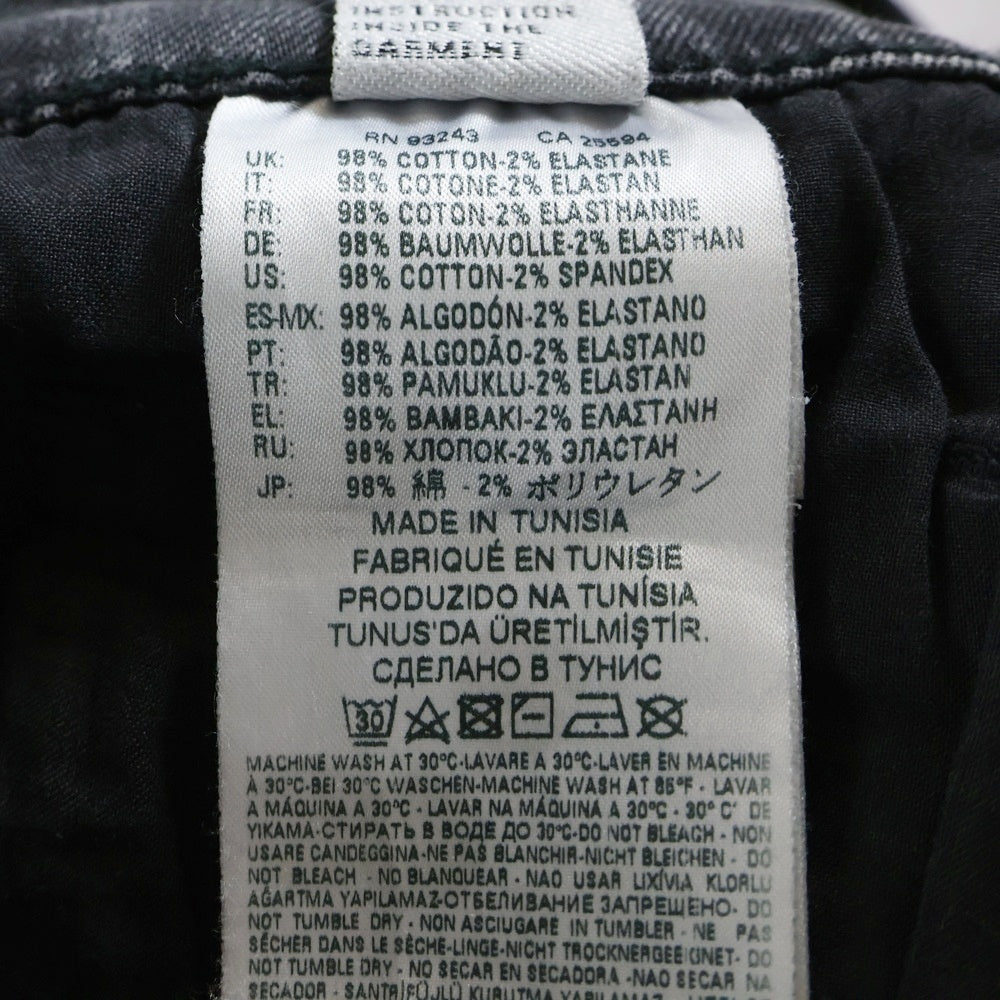 INSTRUCTION
INSIDE THE
GARMENT
RN 93243 CA 25594
UK: 98% COTTON-2% ELASTANE
IT: 98% COTONE-2% ELASTAN
FR: 98% COTON-2% ELASTHANNE
DE: 98% BAUMWOLLE-2% ELASTHAN
US: 98% COTTON-2% SPANDEX
ES-MX: 98% ALGODÓN-2% ELASTANO
PT: 98% ALGODÃO-2% ELASTANO
TR: 98% PAMUKLU-2% ELASTAN
EL: 98% BAMBAKI-2% ΕΛΑΣΤΑΝΗ
RU: 98% ХЛОПОК-2% ЭЛАСТАН
JP: 98% 綿 - 2% ポリウレタン
MADE IN TUNISIA
FABRIQUÉ EN TUNISIE
PRODUZIDO NA TUNÍSIA
TUNUS'DA ÜRETİLMİŞTİR.
СДЕЛАНО В ТУНИС
30
MACHINE WASH AT 30°C-LAVARE A 30°C-LAVER EN MACHINE
À 30°C-BEI 30°C WASCHEN-MACHINE WASH AT 85°F - LAVAR
A MÁQUINA A 30°C - LAVAR NA MÁQUINA A 30°C - 30° C' DE
YIKAMA-СТИРАТЬ В ВОДЕ ДО 30°C-DO NOT BLEACH - NON
USARE CANDEGGINA-NE PAS BLANCHIR-NICHT BLEICHEN - DO
NOT BLEACH - NO BLANQUEAR - NAO USAR LIXÍVIA KLORLU
AĞARTMA YAPILAMAZ-ОТБЕЛИВАНИЕ ЗАПРЕЩЕНО- DO
NOT TUMBLE DRY - NON ASCIUGARE IN TUMBLER - NE PAS
SÉCHER DANS LE SÈCHE-LINGE-NICHT TROCKNERGEEIGNET- DO
NOT TUMBLE DRY - NO SECAR EN SECADORA - NAO SECAR NA
SECADOR - KURUTMA YAPILAMAZ